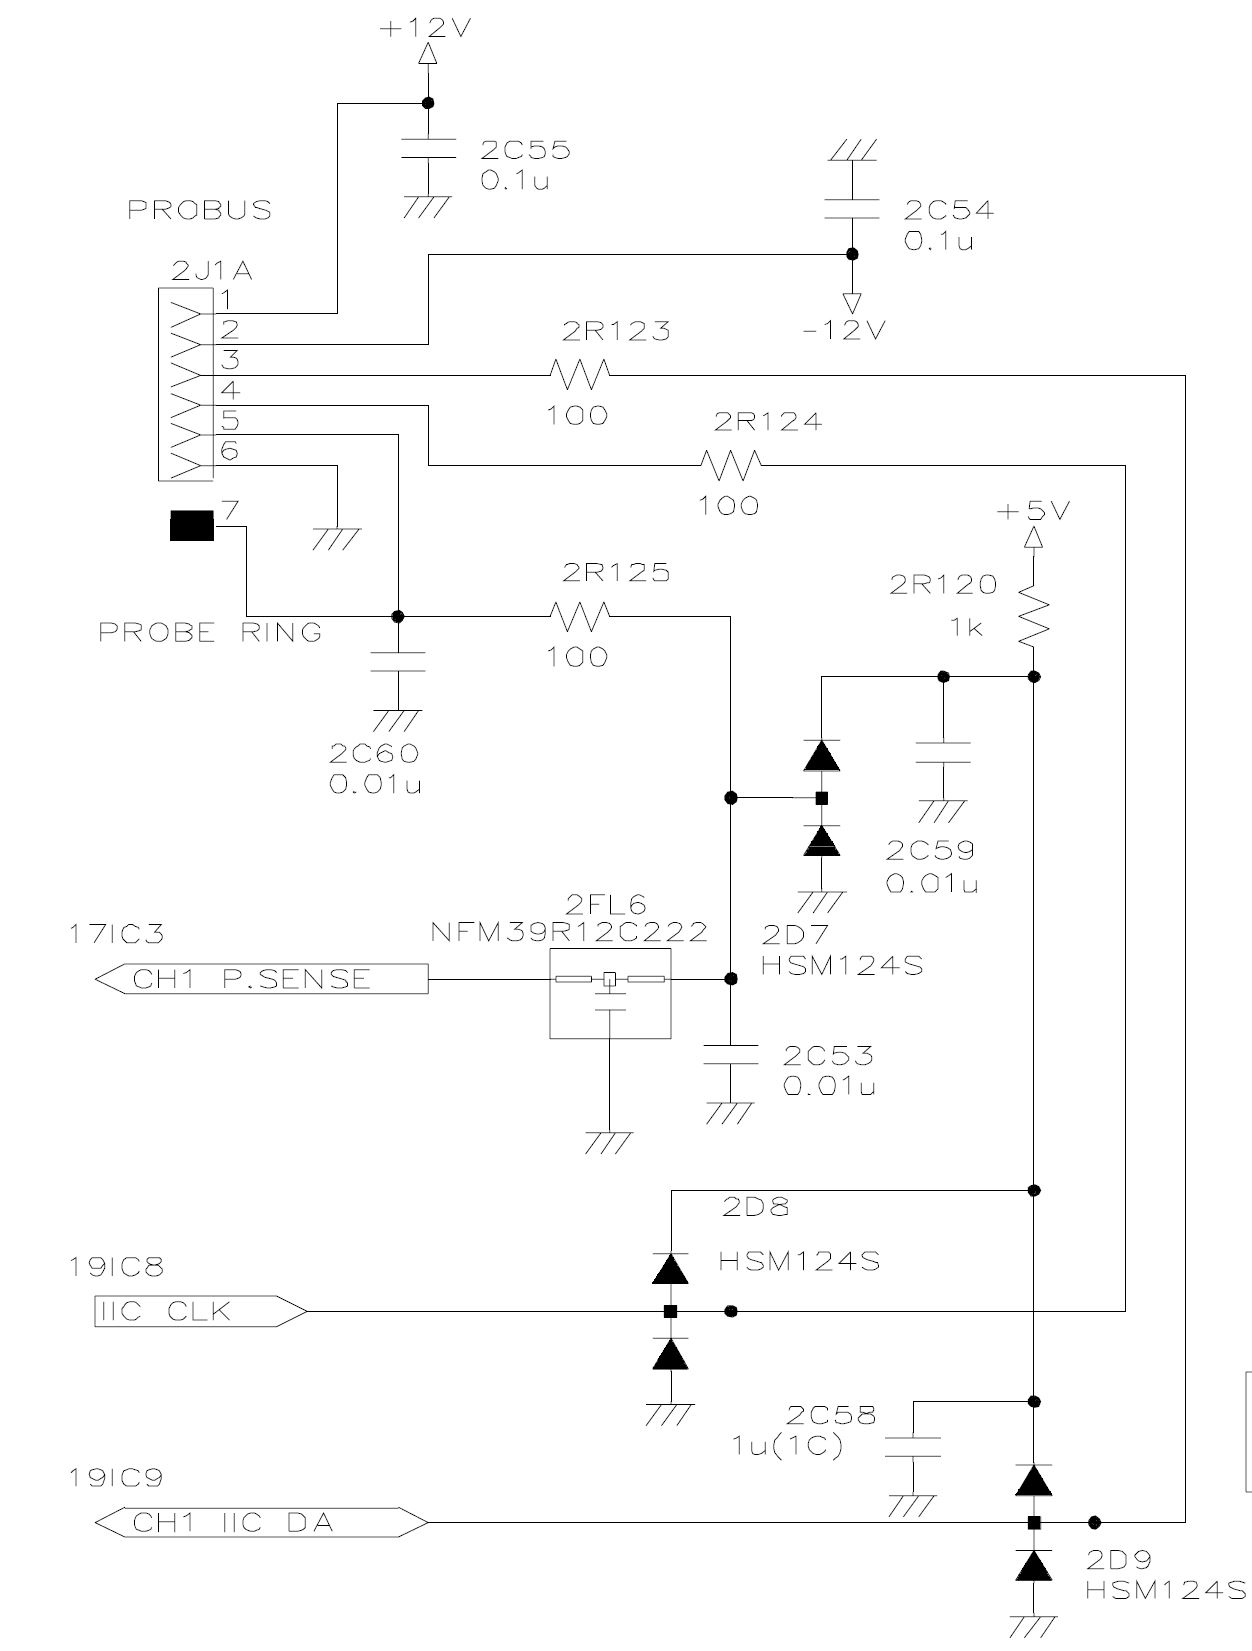 +12V
2C55
0.1u
2C54
0.1u
PROBUS
2J1A
1
2
3
4
5
6
7
-12V
2R123
100
2R124
100
+5V
2R125
100
2R120
1k
PROBE RING
2C60
0.01u
2C59
0.01u
2FL6
NFM39R12C222
17IC3
CH1 P.SENSE
2D7
HSM124S
2C53
0.01u
2D8
HSM124S
19IC8
IIC CLK
2C58
1u(1C)
19IC9
CH1 IIC DA
2D9
HSM124S